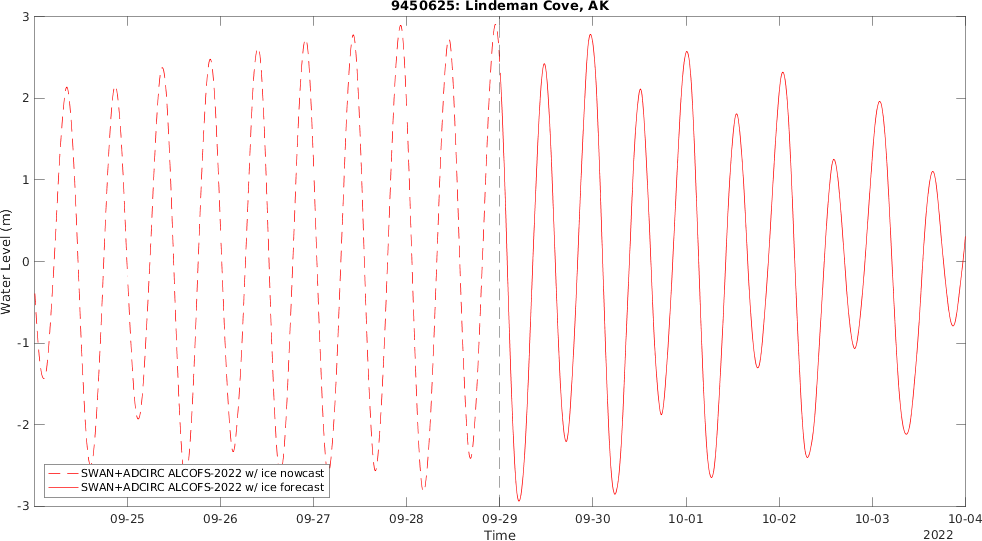 9450625: Lindeman Cove, AK
3
2
1
0
-1
-2
-3
Water Level (m)
SWAN+ADCIRC ALCOFS-2022 w/ ice nowcast
SWAN+ADCIRC ALCOFS-2022 w/ ice forecast
09-25 09-26 09-27 09-28 09-29 09-30 10-01 10-02 10-03 10-04
Time
2022